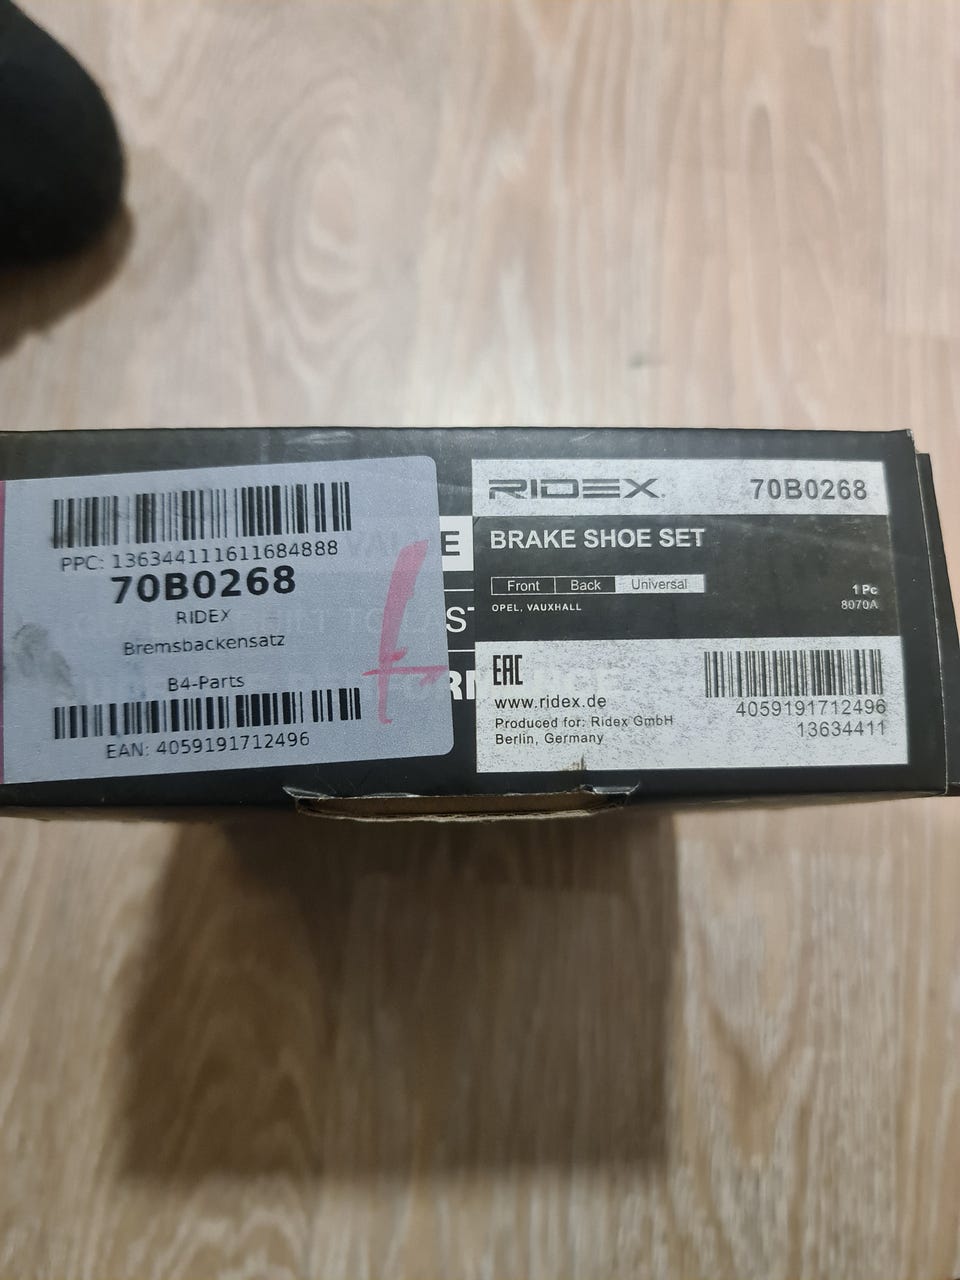 PPC: 136344111611684888
70B0268
RIDEX
Bremsbackensatz
B4-Parts
EAN: 4059191712496
RIDEX. 70B0268
BRAKE SHOE SET
Front Back Universal
OPEL, VAUXHALL
1 Pc
8070A
EAC
www.ridex.de
Produced for: Ridex GmbH
Berlin, Germany
4059191712496
13634411